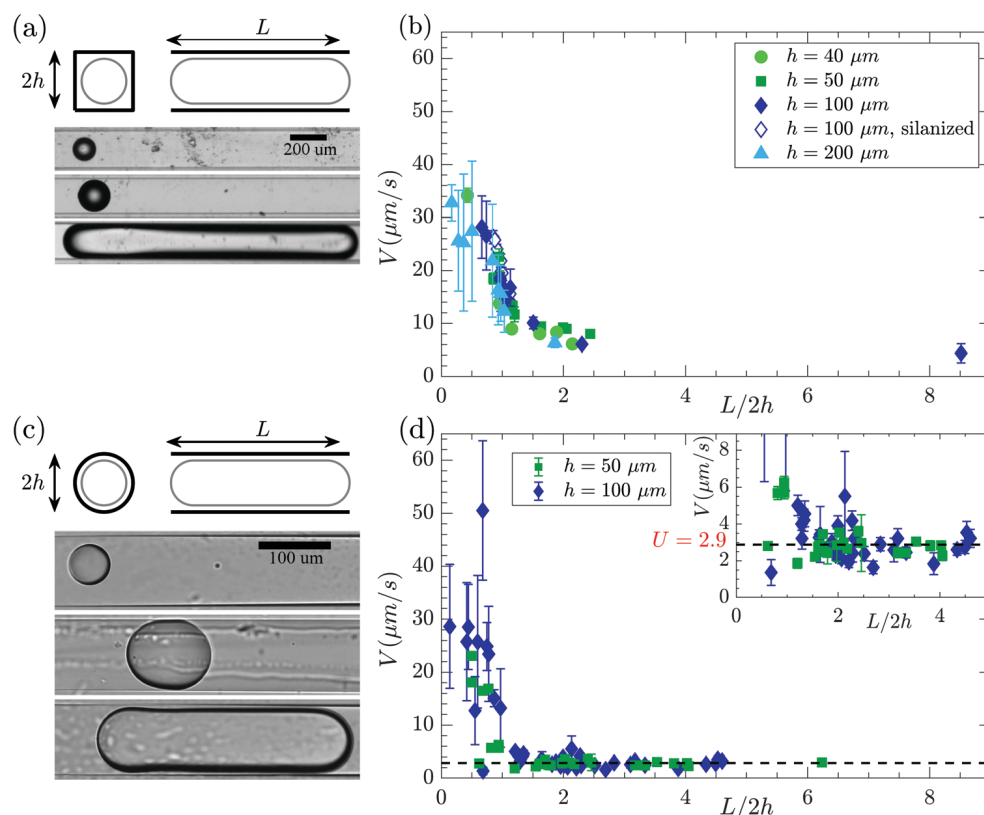 (a)
L
2h
200 um
(b)
V(μm/s)
60
50
40
30
20
10
0
0 2 4 6 8
L/2h
h = 40 μm
h = 50 μm
h = 100 μm
h = 100 μm, silanized
h = 200 μm
(c)
L
2h
100 um
(d)
V(μm/s)
60
50
40
30
20
10
0
0 2 4 6 8
L/2h
h = 50 μm
h = 100 μm
V(μm/s)
8
6
4
2
0
U = 2.9
0 2 4
L/2h